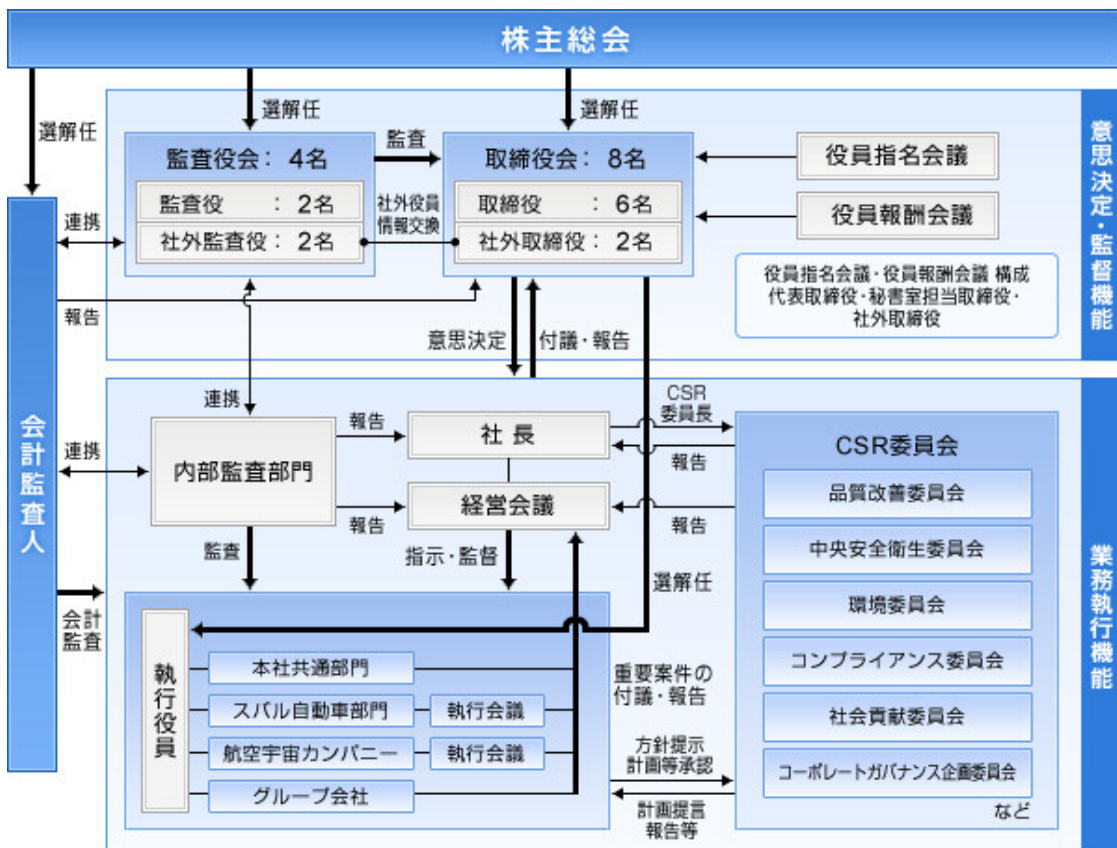 株主総会
選解任
選解任
選解任
監査役会：4名
監査
取締役会：8名
役員指名会議
監査役　：2名
社外役員
情報交換
取締役　：6名
役員報酬会議
連携
社外監査役：2名
社外取締役：2名
役員指名会議・役員報酬会議 構成
代表取締役・秘書室担当取締役・
社外取締役
報告
意思決定
付議・報告
意思決定・監督機能
会計監査人
連携
連携
内部監査部門
報告
報告
社 長
経営会議
CSR
委員長
報告
報告
監査
指示・監督
選解任
会計
監査
執行役員
本社共通部門
スバル自動車部門
執行会議
航空宇宙カンパニー
執行会議
グループ会社
重要案件の
付議・報告
方針提示
計画等承認
計画提言
報告等
CSR委員会
品質改善委員会
中央安全衛生委員会
環境委員会
コンプライアンス委員会
社会貢献委員会
コーポレートガバナンス企画委員会
など
業務執行機能